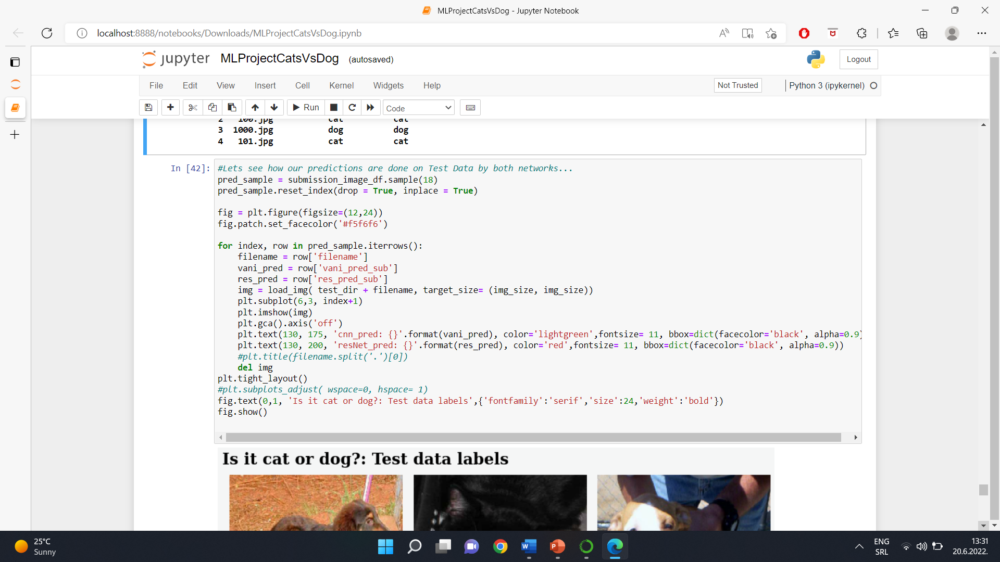 MLProjectCatsVsDog - Jupyter Notebook
localhost:8888/notebooks/Downloads/MLProjectCatsVsDog.ipynb
jupyter MLProjectCatsVsDog (autosaved)
Logout
File Edit View Insert Cell Kernel Widgets Help
Not Trusted
Python 3 (ipykernel)
Run
Code
2 100.jpg cat cat
3 1000.jpg dog dog
4 101.jpg cat cat
In [42]:
#Lets see how our predictions are done on Test Data by both networks...
pred_sample = submission_image_df.sample(18)
pred_sample.reset_index(drop = True, inplace = True)
fig = plt.figure(figsize=(12,24))
fig.patch.set_facecolor('#f5f6f6')
for index, row in pred_sample.iterrows():
    filename = row['filename']
    vani_pred = row['vani_pred_sub']
    res_pred = row['res_pred_sub']
    img = load_img( test_dir + filename, target_size= (img_size, img_size))
    plt.subplot(6,3, index+1)
    plt.imshow(img)
    plt.gca().axis('off')
    plt.text(130, 175, 'cnn_pred: {}'.format(vani_pred), color='lightgreen',fontsize= 11, bbox=dict(facecolor='black', alpha=0.9)
    plt.text(130, 200, 'resNet_pred: {}'.format(res_pred), color='red',fontsize= 11, bbox=dict(facecolor='black', alpha=0.9))
    #plt.title(filename.split('.')[0])
    del img
plt.tight_layout()
#plt.subplots_adjust( wspace=0, hspace= 1)
fig.text(0,1, 'Is it cat or dog?: Test data labels',{'fontfamily':'serif','size':24,'weight':'bold'})
fig.show()
Is it cat or dog?: Test data labels
25°C
Sunny
ENG
SRL
13:31
20.6.2022.